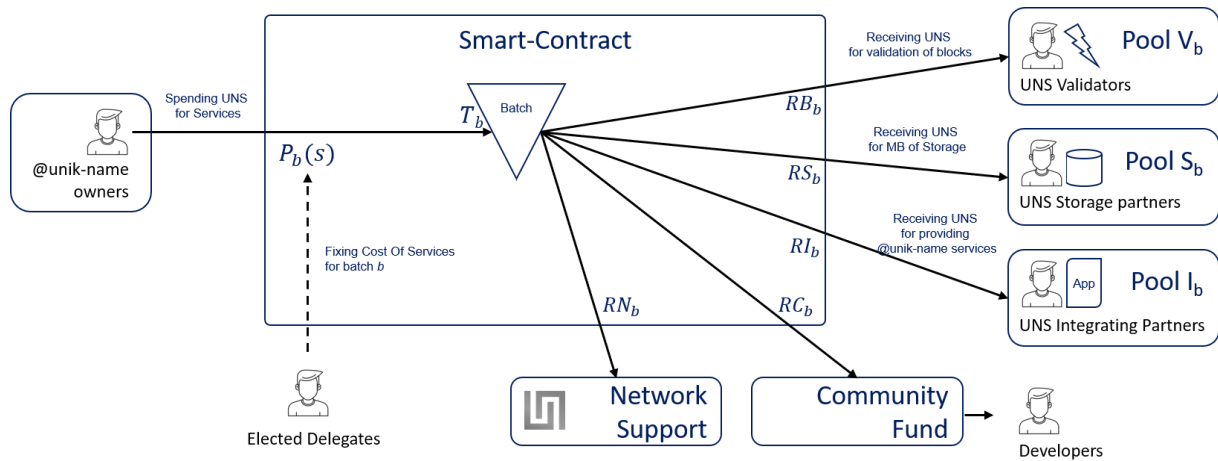 Smart-Contract
Spending UNS
for Services
@unik-name
owners
T_b
Batch
P_b(s)
Fixing Cost Of Services
for batch b
Elected Delegates
RB_b
RS_b
RI_b
RN_b
RC_b
Receiving UNS
for validation of blocks
Pool V_b
UNS Validators
Receiving UNS
for MB of Storage
Pool S_b
UNS Storage partners
Receiving UNS
for providing
@unik-name services
App
Pool I_b
UNS Integrating Partners
Network
Support
Community
Fund
Developers